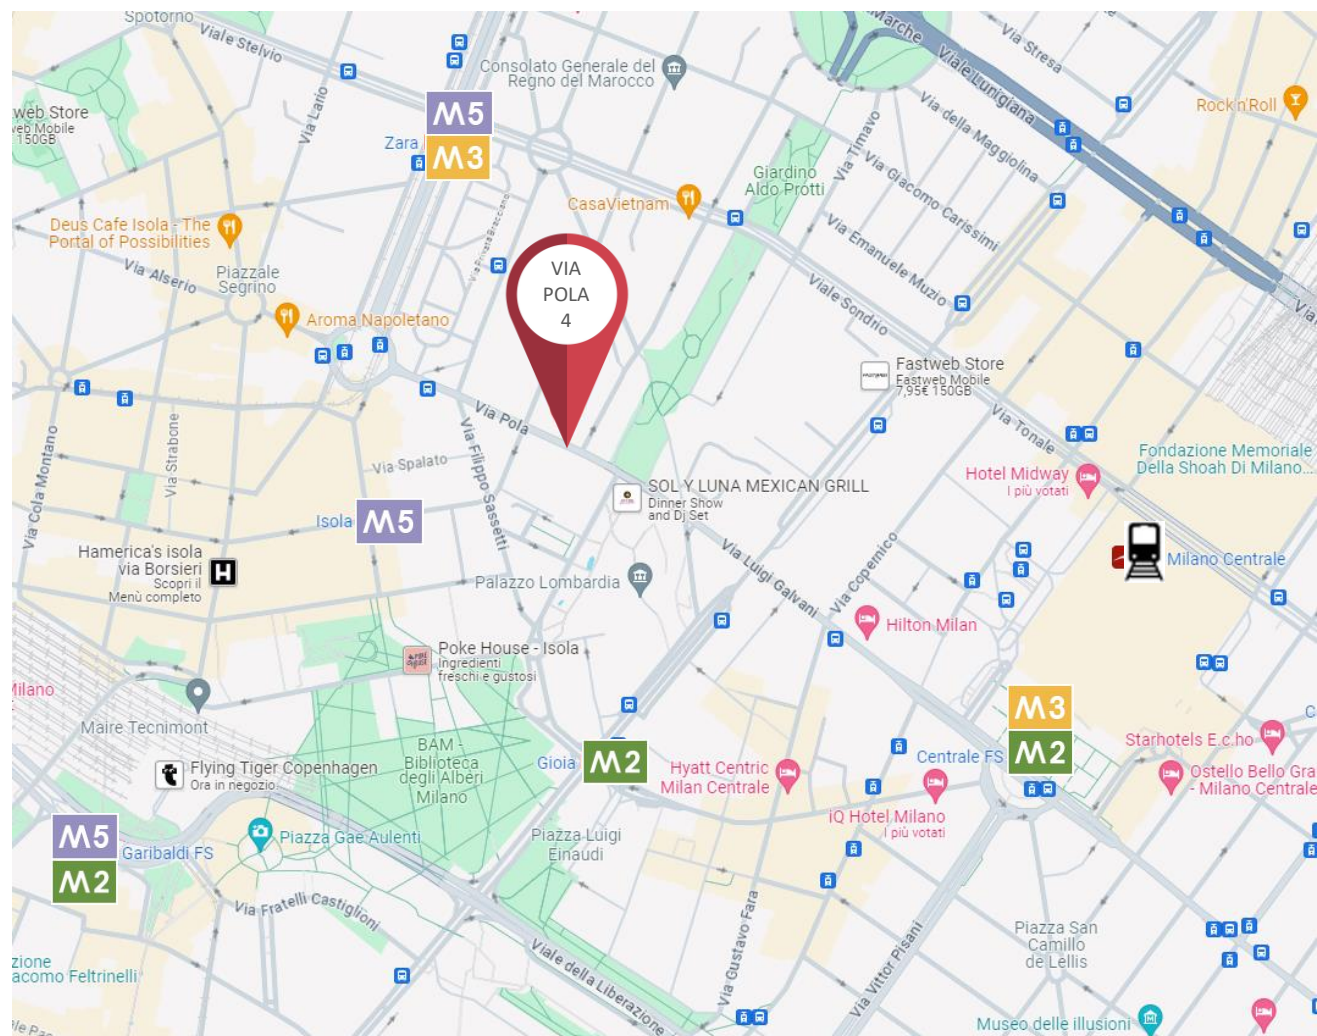 Spotorno
Viale Stelvio
Marche
Viale Lunigiana
Via Stresa
Consolato Generale del
Regno del Marocco
Rock'n'Roll
web Store
web Mobile
150GB
Via Lario
M5
Zara
M3
Via della Maggiolina
Via Timavo
Via Giacomo Carissimi
Giardino
Aldo Protti
CasaVietnam
Deus Cafe Isola - The
Portal of Possibilities
Via Privata Bracciano
Via Emanuele Muzio
Via Alserio
Piazzale
Segrino
VIA
POLA
4
Viale Sondrio
Via
Aroma Napoletano
Fastweb Store
Fastweb Mobile
7,95€ 150GB
Via Pola
Via Tonale
Via Cola Montano
Via Strabone
Via Spalato
Via Filippo Sassetti
Fondazione Memoriale
Della Shoah Di Milano...
Hotel Midway
I più votati
SOL Y LUNA MEXICAN GRILL
Dinner Show
and Dj Set
Isola
M5
Via Luigi Galvani
Via Copernico
Milano Centrale
Hamerica's isola
via Borsieri
Scopri il
Menù completo
H
Palazzo Lombardia
Hilton Milan
Poke House - Isola
Ingredienti
freschi e gustosi
Milano
Maire Tecnimont
M3
M2
Centrale FS
Starhotels E.c.ho
BAM -
Biblioteca
degli Alberi
Milano
Gioia
M2
Hyatt Centric
Milan Centrale
Flying Tiger Copenhagen
Ora in negozio
Ostello Bello Gra
- Milano Centrale
IQ Hotel Milano
I più votati
M5
Garibaldi FS
M2
Piazza Gae Aulenti
Piazza Luigi
Einaudi
Via Fratelli Castiglioni
Viale della Liberazione
Via Gustavo Fara
Via Vittor Pisani
Piazza San
Camillo
de Lellis
zione
acomo Feltrinelli
Museo delle illusioni